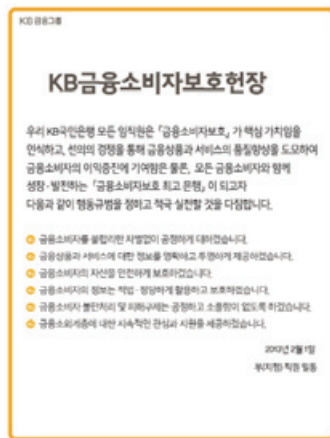 KB 금융그룹
KB금융소비자보호헌장
우리 KB국민은행 모든 임직원은 「금융소비자보호」가 핵심 가치임을
인식하고, 선의의 경쟁을 통해 금융상품과 서비스의 품질향상을 도모하여
금융소비자의 이익증진에 기여함은 물론, 모든 금융소비자와 함께
성장·발전하는 「금융소비자보호 최고 은행」이 되고자
다음과 같이 행동규범을 정하고 적극 실천할 것을 다짐합니다.
금융소비자를 불합리한 차별없이 공정하게 대하겠습니다.
금융상품과 서비스에 대한 정보를 명확하고 투명하게 제공하겠습니다.
금융소비자의 자산을 안전하게 보호하겠습니다.
금융소비자의 정보는 적법·정당하게 활용하고 보호하겠습니다.
금융소비자 불만처리 및 피해구제는 공정하고 소홀함이 없도록 하겠습니다.
금융소외계층에 대한 지속적인 관심과 지원을 제공하겠습니다.
2012년 2월 1일
부(지점) 직원 일동